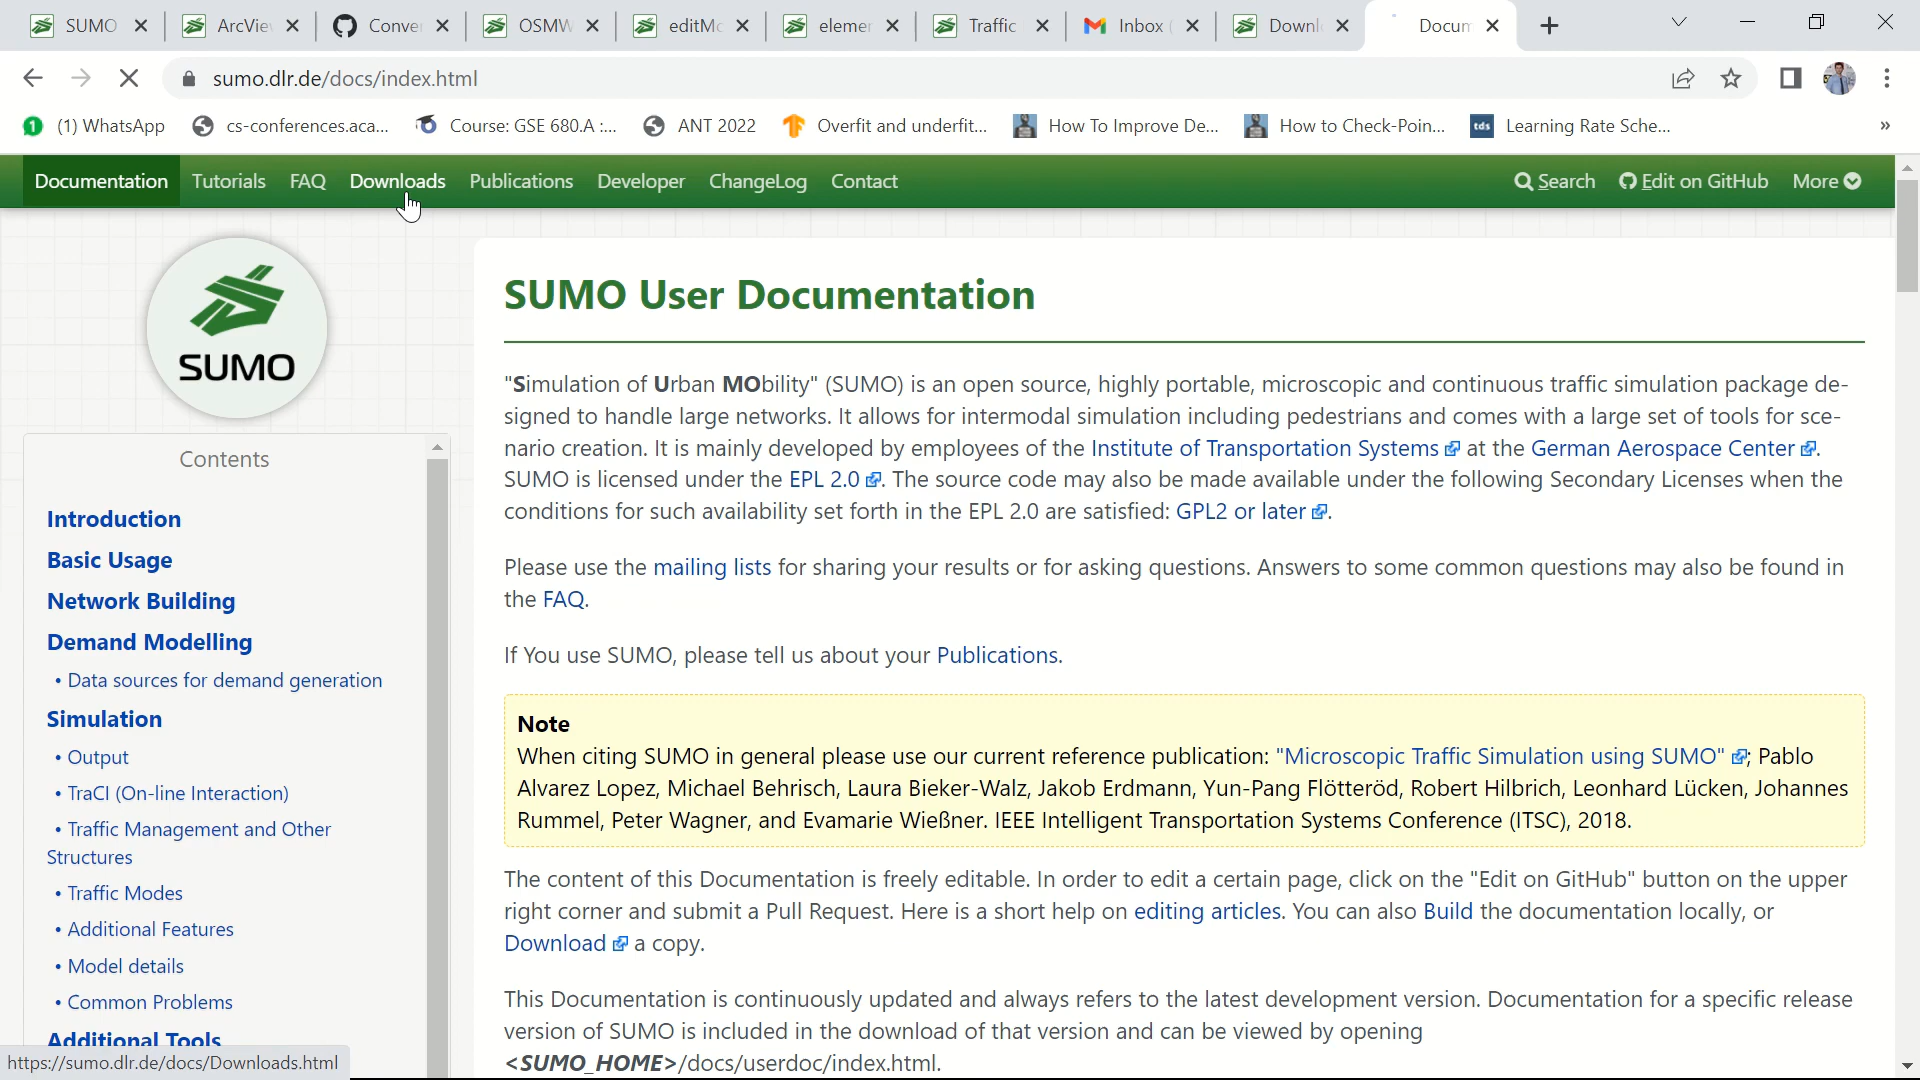 SUMO
ArcVie
Conver
OSMW
editMo
elemer
Traffic
Inbox (
Downl
Docum
sumo.dlr.de/docs/index.html
(1) WhatsApp
cs-conferences.aca...
Course: GSE 680.A :...
ANT 2022
Overfit and underfit...
How To Improve De...
How to Check-Poin...
tds Learning Rate Sche...
»
Documentation
Tutorials
FAQ
Downloads
Publications
Developer
ChangeLog
Contact
Search
Edit on GitHub
More
SUMO
Contents
Introduction
Basic Usage
Network Building
Demand Modelling
• Data sources for demand generation
Simulation
• Output
• TraCI (On-line Interaction)
• Traffic Management and Other
Structures
• Traffic Modes
• Additional Features
• Model details
• Common Problems
Additional Tools
https://sumo.dlr.de/docs/Downloads.html
SUMO User Documentation
"Simulation of Urban MObility" (SUMO) is an open source, highly portable, microscopic and continuous traffic simulation package de-
signed to handle large networks. It allows for intermodal simulation including pedestrians and comes with a large set of tools for sce-
nario creation. It is mainly developed by employees of the Institute of Transportation Systems at the German Aerospace Center.
SUMO is licensed under the EPL 2.0. The source code may also be made available under the following Secondary Licenses when the
conditions for such availability set forth in the EPL 2.0 are satisfied: GPL2 or later.
Please use the mailing lists for sharing your results or for asking questions. Answers to some common questions may also be found in
the FAQ.
If You use SUMO, please tell us about your Publications.
Note
When citing SUMO in general please use our current reference publication: "Microscopic Traffic Simulation using SUMO"; Pablo
Alvarez Lopez, Michael Behrisch, Laura Bieker-Walz, Jakob Erdmann, Yun-Pang Flötteröd, Robert Hilbrich, Leonhard Lücken, Johannes
Rummel, Peter Wagner, and Evamarie Wießner. IEEE Intelligent Transportation Systems Conference (ITSC), 2018.
The content of this Documentation is freely editable. In order to edit a certain page, click on the "Edit on GitHub" button on the upper
right corner and submit a Pull Request. Here is a short help on editing articles. You can also Build the documentation locally, or
Download a copy.
This Documentation is continuously updated and always refers to the latest development version. Documentation for a specific release
version of SUMO is included in the download of that version and can be viewed by opening
<SUMO_HOME>/docs/userdoc/index.html.